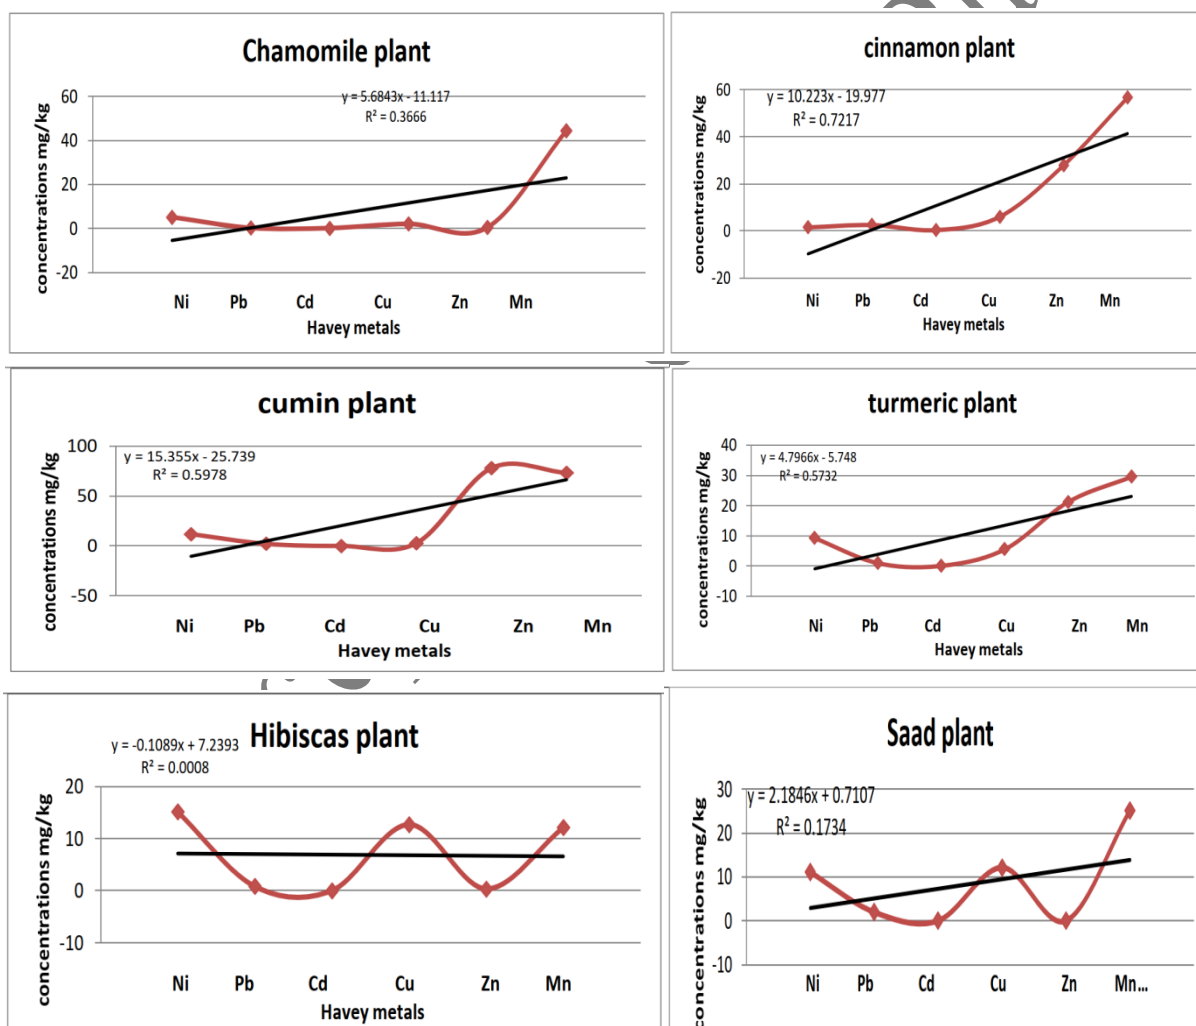 Chamomile plant
y = 5.6843x - 11.117
R² = 0.3666
60
40
20
0
-20
concentrations mg/kg
Ni Pb Cd Cu Zn Mn
Havey metals
cinnamon plant
y = 10.223x - 19.977
R² = 0.7217
60
40
20
0
-20
concentrations mg/kg
Ni Pb Cd Cu Zn Mn
Havey metals
cumin plant
y = 15.355x - 25.739
R² = 0.5978
100
50
0
-50
concentrations mg/kg
Ni Pb Cd Cu Zn Mn
Havey metals
turmeric plant
y = 4.7966x - 5.748
R² = 0.5732
40
30
20
10
0
-10
concentrations mg/kg
Ni Pb Cd Cu Zn Mn
Havey metals
Hibiscas plant
y = -0.1089x + 7.2393
R² = 0.0008
20
10
0
-10
concentrations mg/kg
Ni Pb Cd Cu Zn Mn
Havey metals
Saad plant
y = 2.1846x + 0.7107
R² = 0.1734
30
20
10
0
-10
concentrations mg/kg
Ni Pb Cd Cu Zn Mn...